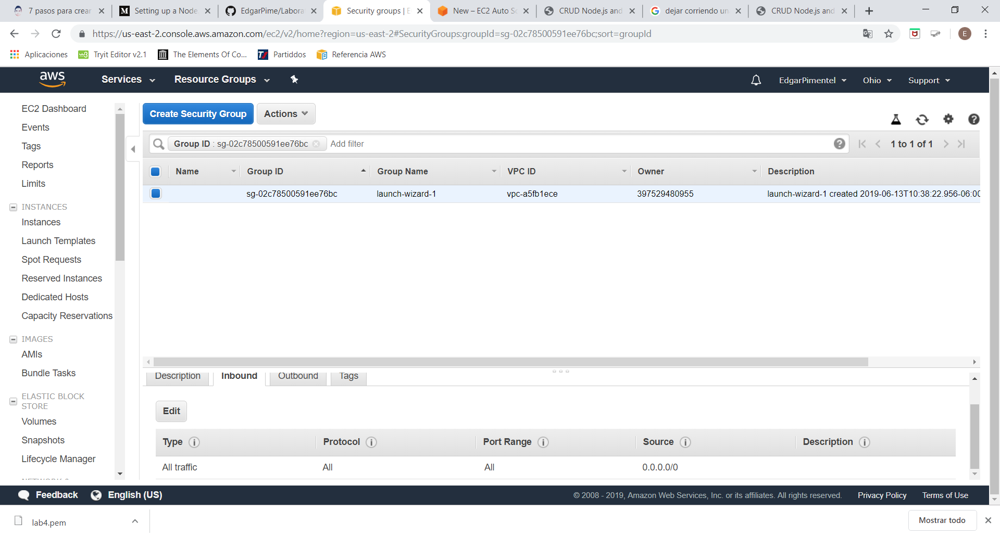 7 pasos para crear
Setting up a Node
EdgarPime/Labora
Security groups | E
New – EC2 Auto Sc
CRUD Node.js and
dejar corriendo un
CRUD Node.js and
https://us-east-2.console.aws.amazon.com/ec2/v2/home?region=us-east-2#SecurityGroups:groupId=sg-02c78500591ee76bc;sort=groupId
E
Aplicaciones
Tryit Editor v2.1
The Elements Of Co...
Partiddos
Referencia AWS
aws
Services
Resource Groups
EdgarPimentel
Ohio
Support
EC2 Dashboard
Events
Tags
Reports
Limits
INSTANCES
Instances
Launch Templates
Spot Requests
Reserved Instances
Dedicated Hosts
Capacity Reservations
IMAGES
AMIs
Bundle Tasks
ELASTIC BLOCK
STORE
Volumes
Snapshots
Lifecycle Manager
Create Security Group
Actions
Group ID : sg-02c78500591ee76bc
Add filter
1 to 1 of 1
Name
Group ID
Group Name
VPC ID
Owner
Description
sg-02c78500591ee76bc
launch-wizard-1
vpc-a5fb1ece
397529480955
launch-wizard-1 created 2019-06-13T10:38:22.956-06:00
Description
Inbound
Outbound
Tags
Edit
Type
Protocol
Port Range
Source
Description
All traffic
All
All
0.0.0.0/0
Feedback
English (US)
© 2008 - 2019, Amazon Web Services, Inc. or its affiliates. All rights reserved.
Privacy Policy
Terms of Use
lab4.pem
Mostrar todo